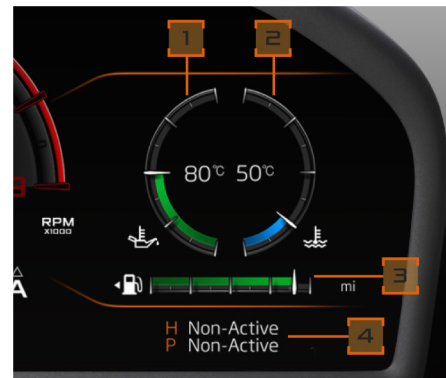 1 2
80°C 50°C
RPM
X1000
A
mi
3
H Non-Active
P Non-Active
4